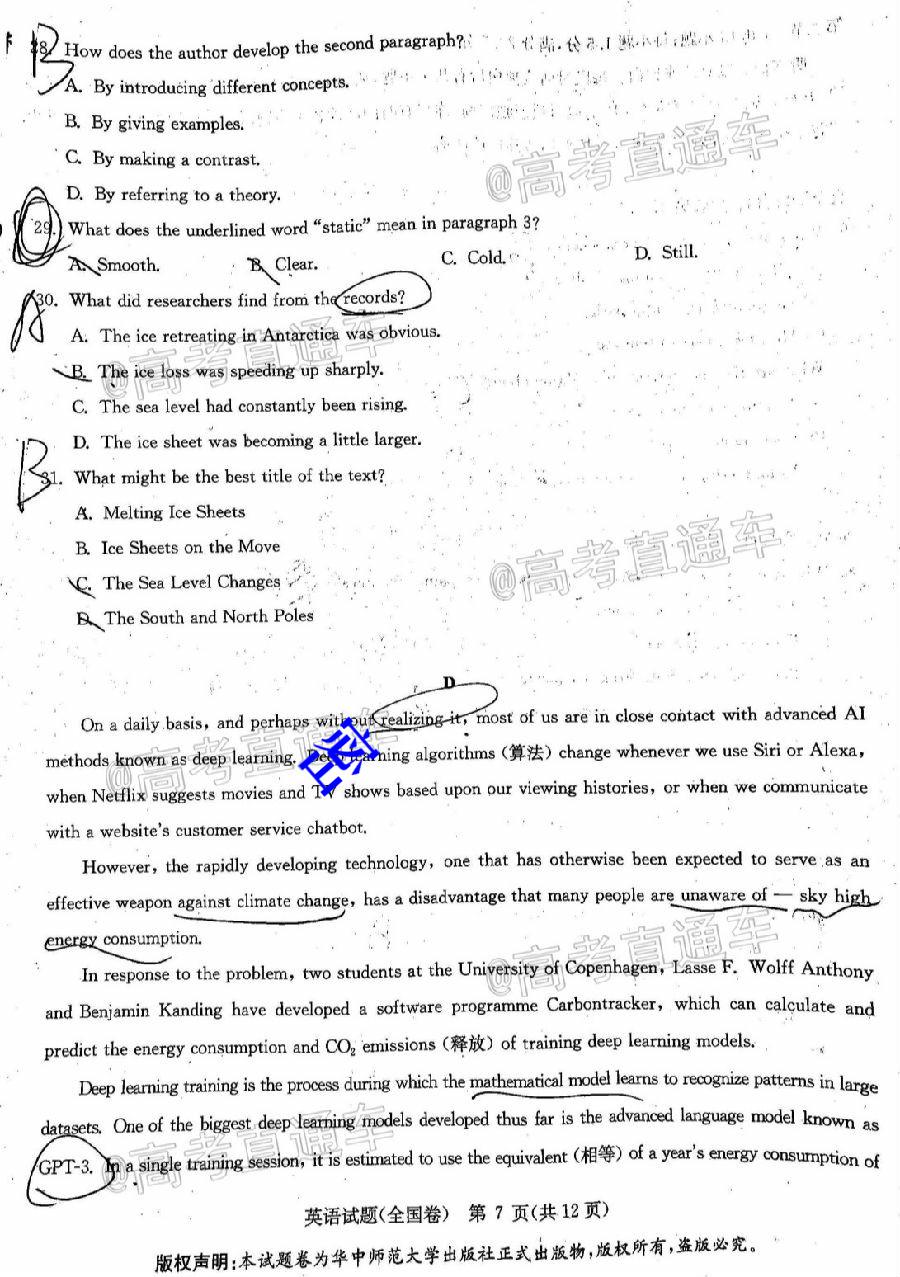 B
28. How does the author develop the second paragraph?
A. By introducing different concepts.
B. By giving examples.
C. By making a contrast.
D. By referring to a theory.
@高考直通车
29. What does the underlined word “static” mean in paragraph 3?
A. Smooth. B. Clear. C. Cold. D. Still.
A
30. What did researchers find from the records?
A. The ice retreating in Antarctica was obvious.
B. The ice loss was speeding up sharply.
@高考直通车
C. The sea level had constantly been rising.
D. The ice sheet was becoming a little larger.
B
31. What might be the best title of the text?
A. Melting Ice Sheets
B. Ice Sheets on the Move
C. The Sea Level Changes
@高考直通车
D. The South and North Poles
D
On a daily basis, and perhaps without realizing it, most of us are in close contact with advanced AI
methods known as deep learning. Deep learning algorithms (算法) change whenever we use Siri or Alexa,
密
@高考直通车
when Netflix suggests movies and TV shows based upon our viewing histories, or when we communicate
with a website's customer service chatbot.
However, the rapidly developing technology, one that has otherwise been expected to serve as an
effective weapon against climate change, has a disadvantage that many people are unaware of — sky high
energy consumption.
@高考直通车
In response to the problem, two students at the University of Copenhagen, Lasse F. Wolff Anthony
and Benjamin Kanding have developed a software programme Carbontracker, which can calculate and
predict the energy consumption and CO₂ emissions (释放) of training deep learning models.
Deep learning training is the process during which the mathematical model learns to recognize patterns in large
datasets. One of the biggest deep learning models developed thus far is the advanced language model known as
@高考直通车
GPT-3. In a single training session, it is estimated to use the equivalent (相等) of a year's energy consumption of
英语试题(全国卷) 第 7 页(共 12 页)
版权声明:本试题卷为华中师范大学出版社正式出版物,版权所有,盗版必究。